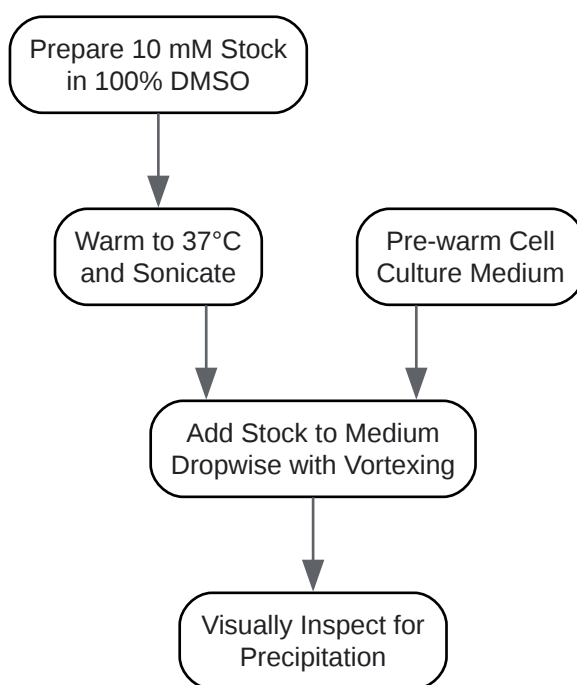 Prepare 10 mM Stock
in 100% DMSO
Warm to 37°C
and Sonicate
Pre-warm Cell
Culture Medium
Add Stock to Medium
Dropwise with Vortexing
Visually Inspect for
Precipitation